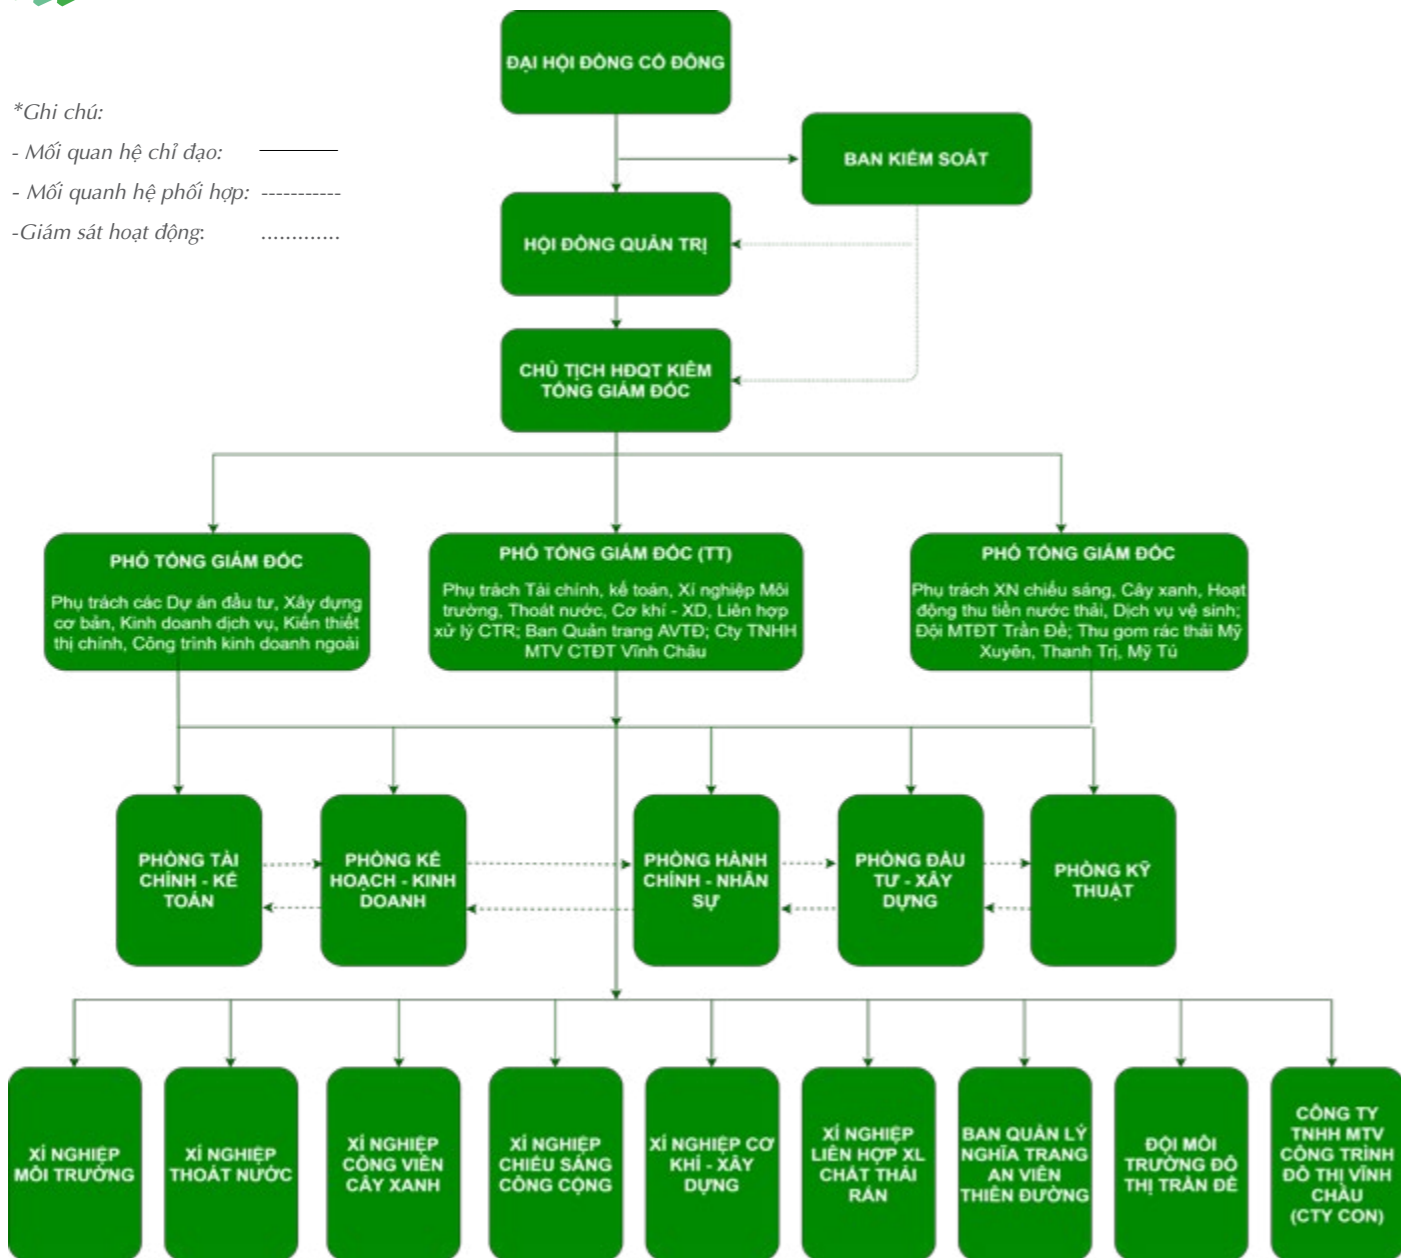 ĐẠI HỘI ĐỒNG CỔ ĐÔNG
*Ghi chú:
- Mối quan hệ chỉ đạo:
- Mối quanh hệ phối hợp: -----------
-Giám sát hoạt động: .............
BAN KIỂM SOÁT
HỘI ĐỒNG QUẢN TRỊ
CHỦ TỊCH HĐQT KIÊM
TỔNG GIÁM ĐỐC
PHÓ TỔNG GIÁM ĐỐC
Phụ trách các Dự án đầu tư, Xây dựng
cơ bản, Kinh doanh dịch vụ, Kiến thiết
thị chính, Công trình kinh doanh ngoài
PHÓ TỔNG GIÁM ĐỐC (TT)
Phụ trách Tài chính, kế toán, Xí nghiệp Môi
trường, Thoát nước, Cơ khí - XD, Liên hợp
xử lý CTR; Ban Quản trang AVTĐ; Cty TNHH
MTV CTĐT Vĩnh Châu
PHÓ TỔNG GIÁM ĐỐC
Phụ trách XN chiếu sáng, Cây xanh, Hoạt
động thu tiền nước thải, Dịch vụ vệ sinh;
Đội MTĐT Trần Đề; Thu gom rác thải Mỹ
Xuyên, Thanh Trị, Mỹ Tú
PHÒNG TÀI
CHÍNH - KẾ
TOÁN
PHÒNG KẾ
HOẠCH - KINH
DOANH
PHÒNG HÀNH
CHÍNH - NHÂN
SỰ
PHÒNG ĐẦU
TƯ - XÂY
DỰNG
PHÒNG KỸ
THUẬT
XÍ NGHIỆP
MÔI TRƯỜNG
XÍ NGHIỆP
THOÁT NƯỚC
XÍ NGHIỆP
CÔNG VIÊN
CÂY XANH
XÍ NGHIỆP
CHIẾU SÁNG
CÔNG CỘNG
XÍ NGHIỆP CƠ
KHÍ - XÂY
DỰNG
XÍ NGHIỆP
LIÊN HỢP XL
CHẤT THẢI
RẮN
BAN QUẢN LÝ
NGHĨA TRANG
AN VIÊN
THIÊN ĐƯỜNG
ĐỘI MÔI
TRƯỜNG ĐÔ
THỊ TRẦN ĐỀ
CÔNG TY
TNHH MTV
CÔNG TRÌNH
ĐÔ THỊ VĨNH
CHÂU
(CTY CON)